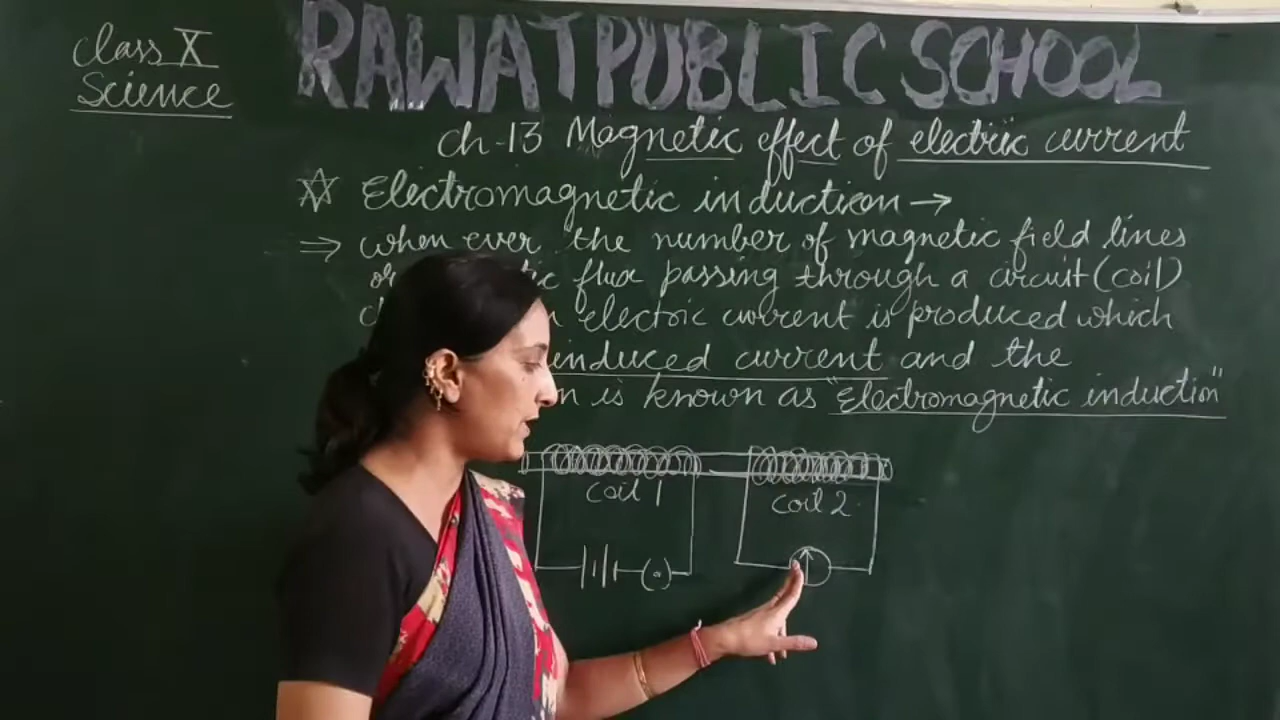 Class X
Science
RAWAT PUBLIC SCHOOL
ch-13 Magnetic effect of electric current
Electromagnetic induction →
⇒ when ever the number of magnetic field lines
flux passing through a circuit (coil)
electric current is produced which
induced current and the
is known as "Electromagnetic induction"
coil 1
coil 2